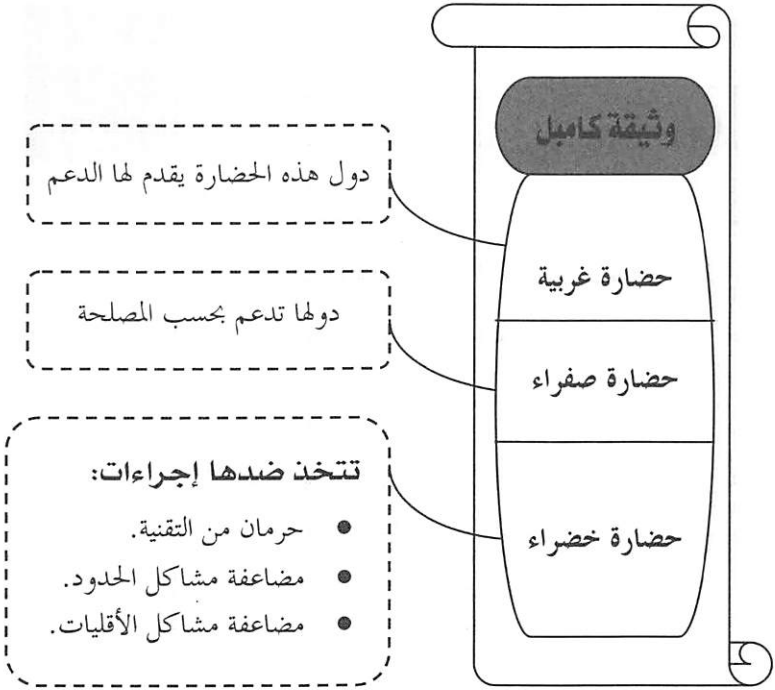 وثيقة كامبل
حضارة غربية
دول هذه الحضارة يقدم لها الدعم
حضارة صفراء
دولها تدعم بحسب المصلحة
حضارة خضراء
تتخذ ضدها إجراءات:
● حرمان من التقنية.
● مضاعفة مشاكل الحدود.
● مضاعفة مشاكل الأقليات.